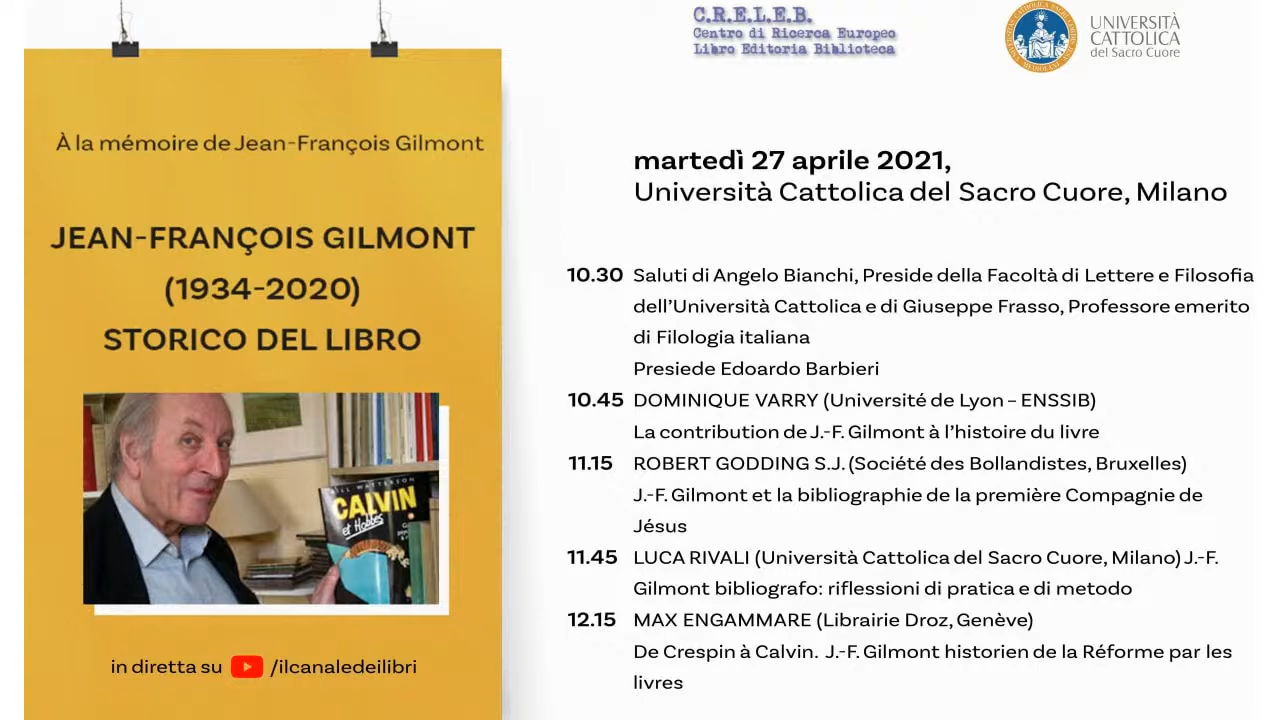 C.R.E.L.E.B.
Centro di Ricerca Europeo
Libro Editoria Biblioteca
UNIVERSITÀ
CATTOLICA
del Sacro Cuore
À la mémoire de Jean-François Gilmont
JEAN-FRANÇOIS GILMONT
(1934-2020)
STORICO DEL LIBRO
BILL WATTERSON
CALVIN
et Hobbes
in diretta su /ilcanaledeilibri
martedì 27 aprile 2021,
Università Cattolica del Sacro Cuore, Milano
10.30 Saluti di Angelo Bianchi, Preside della Facoltà di Lettere e Filosofia
dell’Università Cattolica e di Giuseppe Frasso, Professore emerito
di Filologia italiana
Presiede Edoardo Barbieri
10.45 DOMINIQUE VARRY (Université de Lyon – ENSSIB)
La contribution de J.-F. Gilmont à l’histoire du livre
11.15 ROBERT GODDING S.J. (Société des Bollandistes, Bruxelles)
J.-F. Gilmont et la bibliographie de la première Compagnie de
Jésus
11.45 LUCA RIVALI (Università Cattolica del Sacro Cuore, Milano) J.-F.
Gilmont bibliografo: riflessioni di pratica e di metodo
12.15 MAX ENGAMMARE (Librairie Droz, Genève)
De Crespin à Calvin. J.-F. Gilmont historien de la Réforme par les
livres